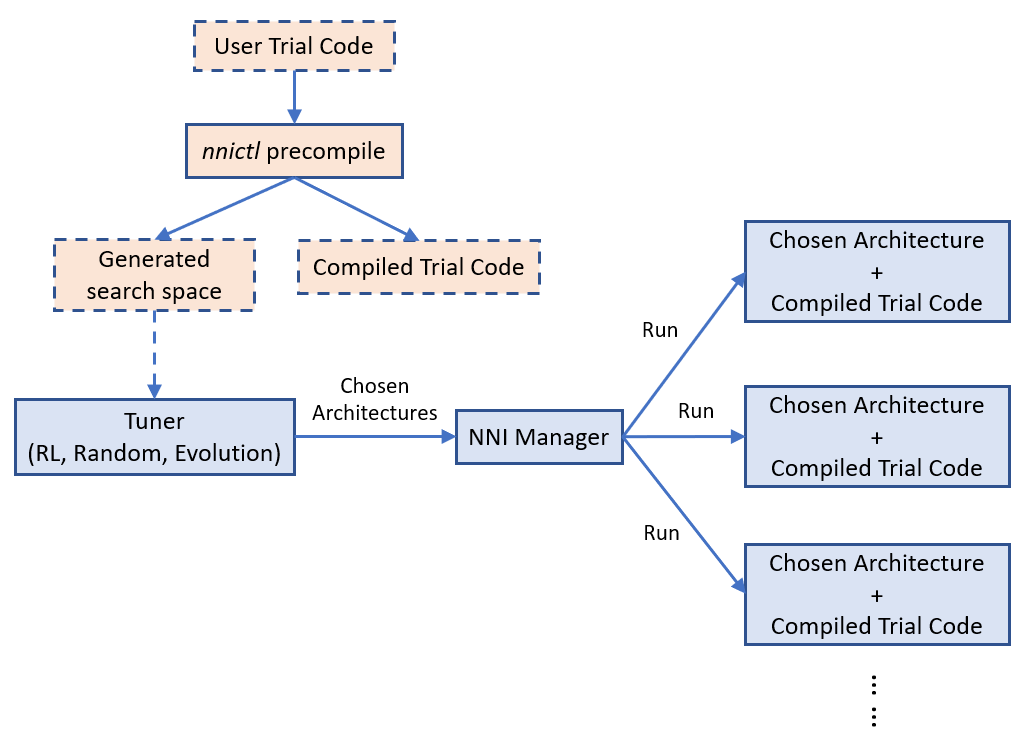 User Trial Code
nnictl precompile
Generated
search space
Compiled Trial Code
Tuner
(RL, Random, Evolution)
Chosen
Architectures
NNI Manager
Run
Chosen Architecture
+
Compiled Trial Code
Run
Chosen Architecture
+
Compiled Trial Code
Run
Chosen Architecture
+
Compiled Trial Code